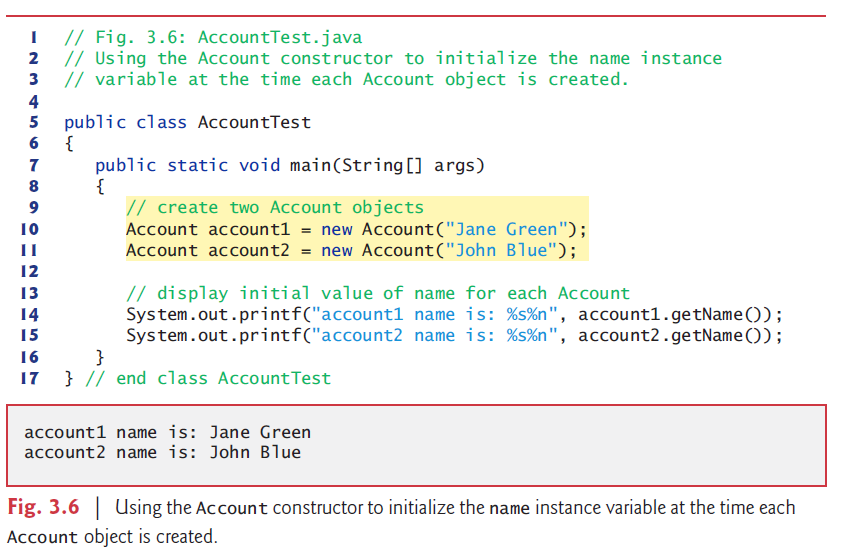 1 // Fig. 3.6: AccountTest.java
2 // Using the Account constructor to initialize the name instance
3 // variable at the time each Account object is created.
4
5 public class AccountTest
6 {
7 public static void main(String[] args)
8 {
9 // create two Account objects
10 Account account1 = new Account("Jane Green");
11 Account account2 = new Account("John Blue");
12
13 // display initial value of name for each Account
14 System.out.printf("account1 name is: %s%n", account1.getName());
15 System.out.printf("account2 name is: %s%n", account2.getName());
16 }
17 } // end class AccountTest
account1 name is: Jane Green
account2 name is: John Blue
Fig. 3.6 | Using the Account constructor to initialize the name instance variable at the time each
Account object is created.